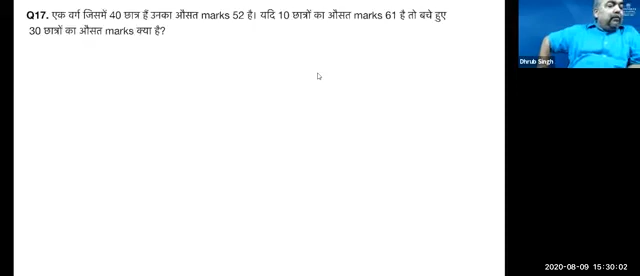 Q17. एक वर्ग जिसमें 40 छात्र हैं उनका औसत marks 52 है। यदि 10 छात्रों का औसत marks 61 है तो बचे हुए
30 छात्रों का औसत marks क्या है?
Dhrub Singh
2020-08-09 15:30:02